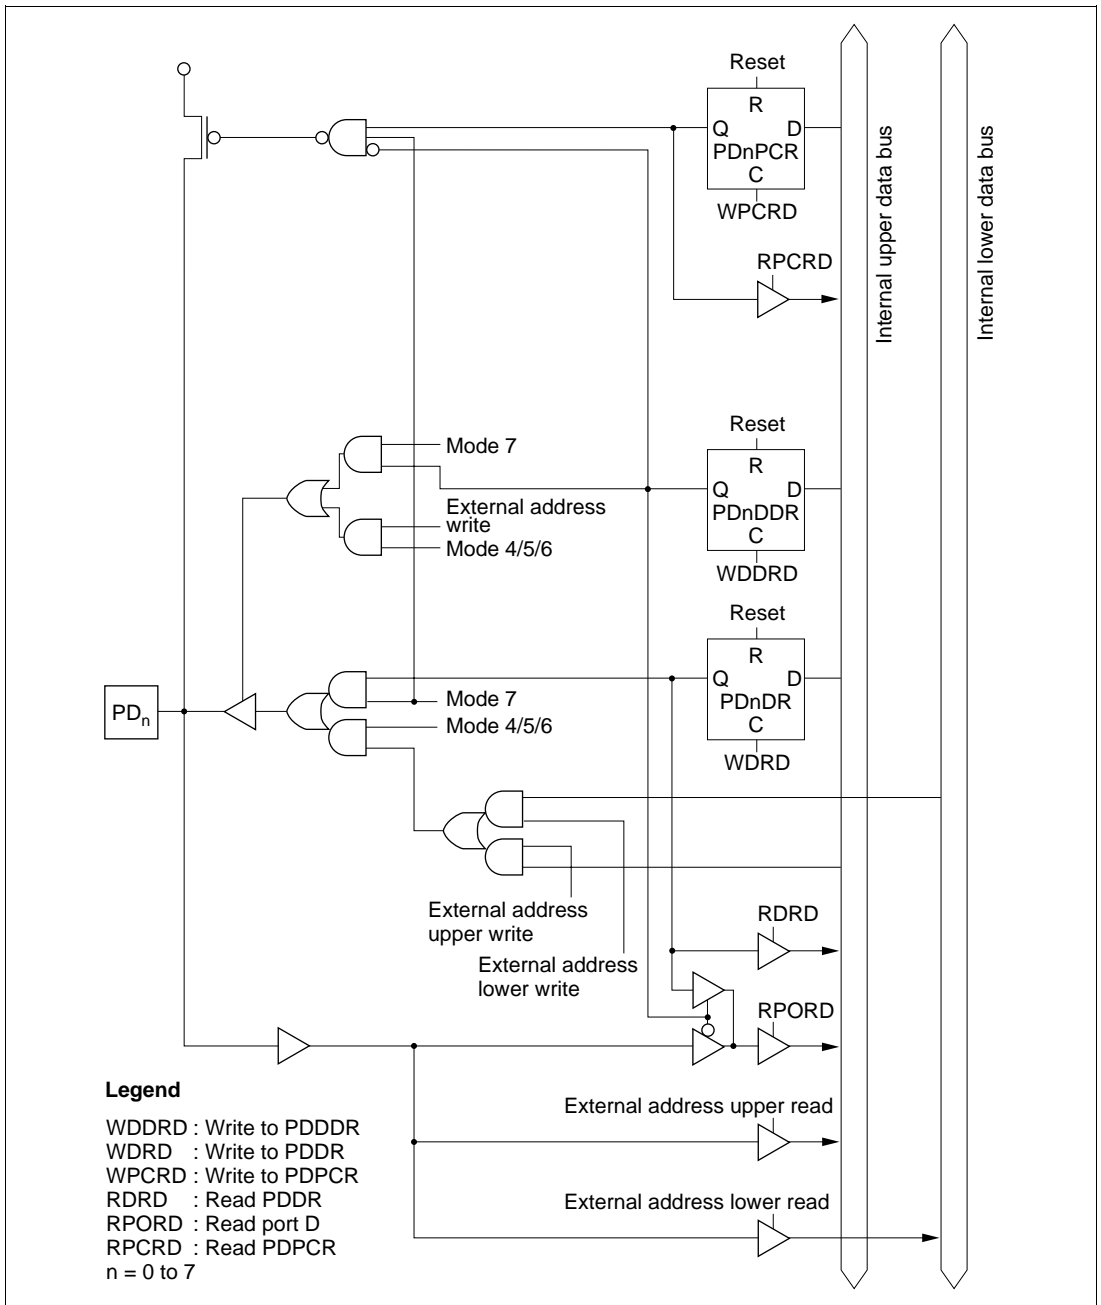 Reset
R
Q D
PDnPCR
C
WPCRD
RPCRD
Internal upper data bus
Internal lower data bus
Reset
R
Q D
PDnDDR
C
WDDRD
Mode 7
External address
write
Mode 4/5/6
Reset
R
Q D
PDnDR
C
WDRD
PDn
Mode 7
Mode 4/5/6
External address
upper write
External address
lower write
RDRD
RPORD
External address upper read
External address lower read
Legend
WDDRD : Write to PDDDR
WDRD : Write to PDDR
WPCRD : Write to PDPCR
RDRD : Read PDDR
RPORD : Read port D
RPCRD : Read PDPCR
n = 0 to 7